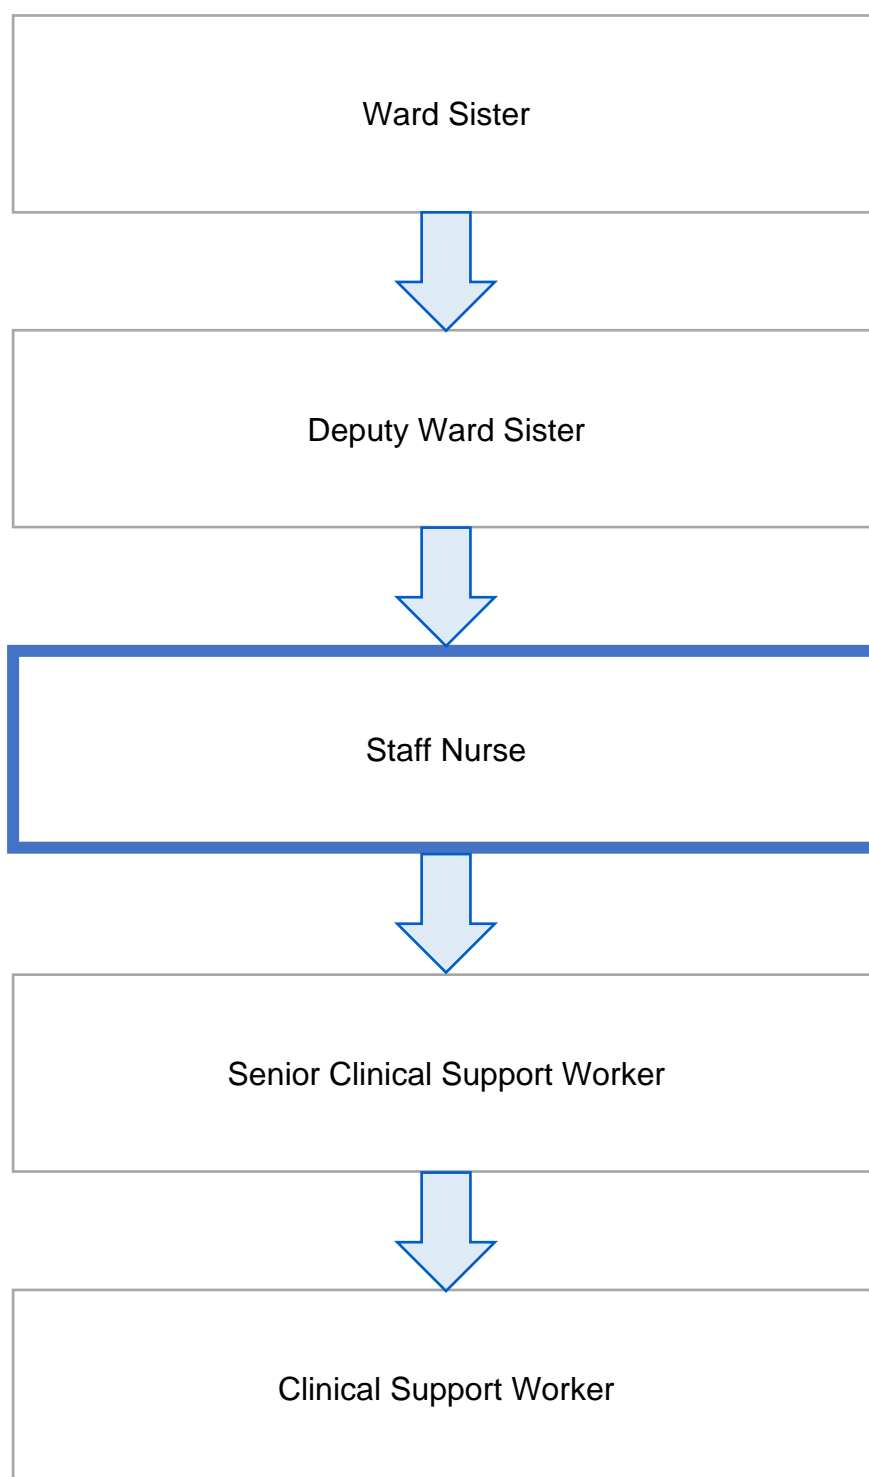 Ward Sister
Deputy Ward Sister
Staff Nurse
Senior Clinical Support Worker
Clinical Support Worker